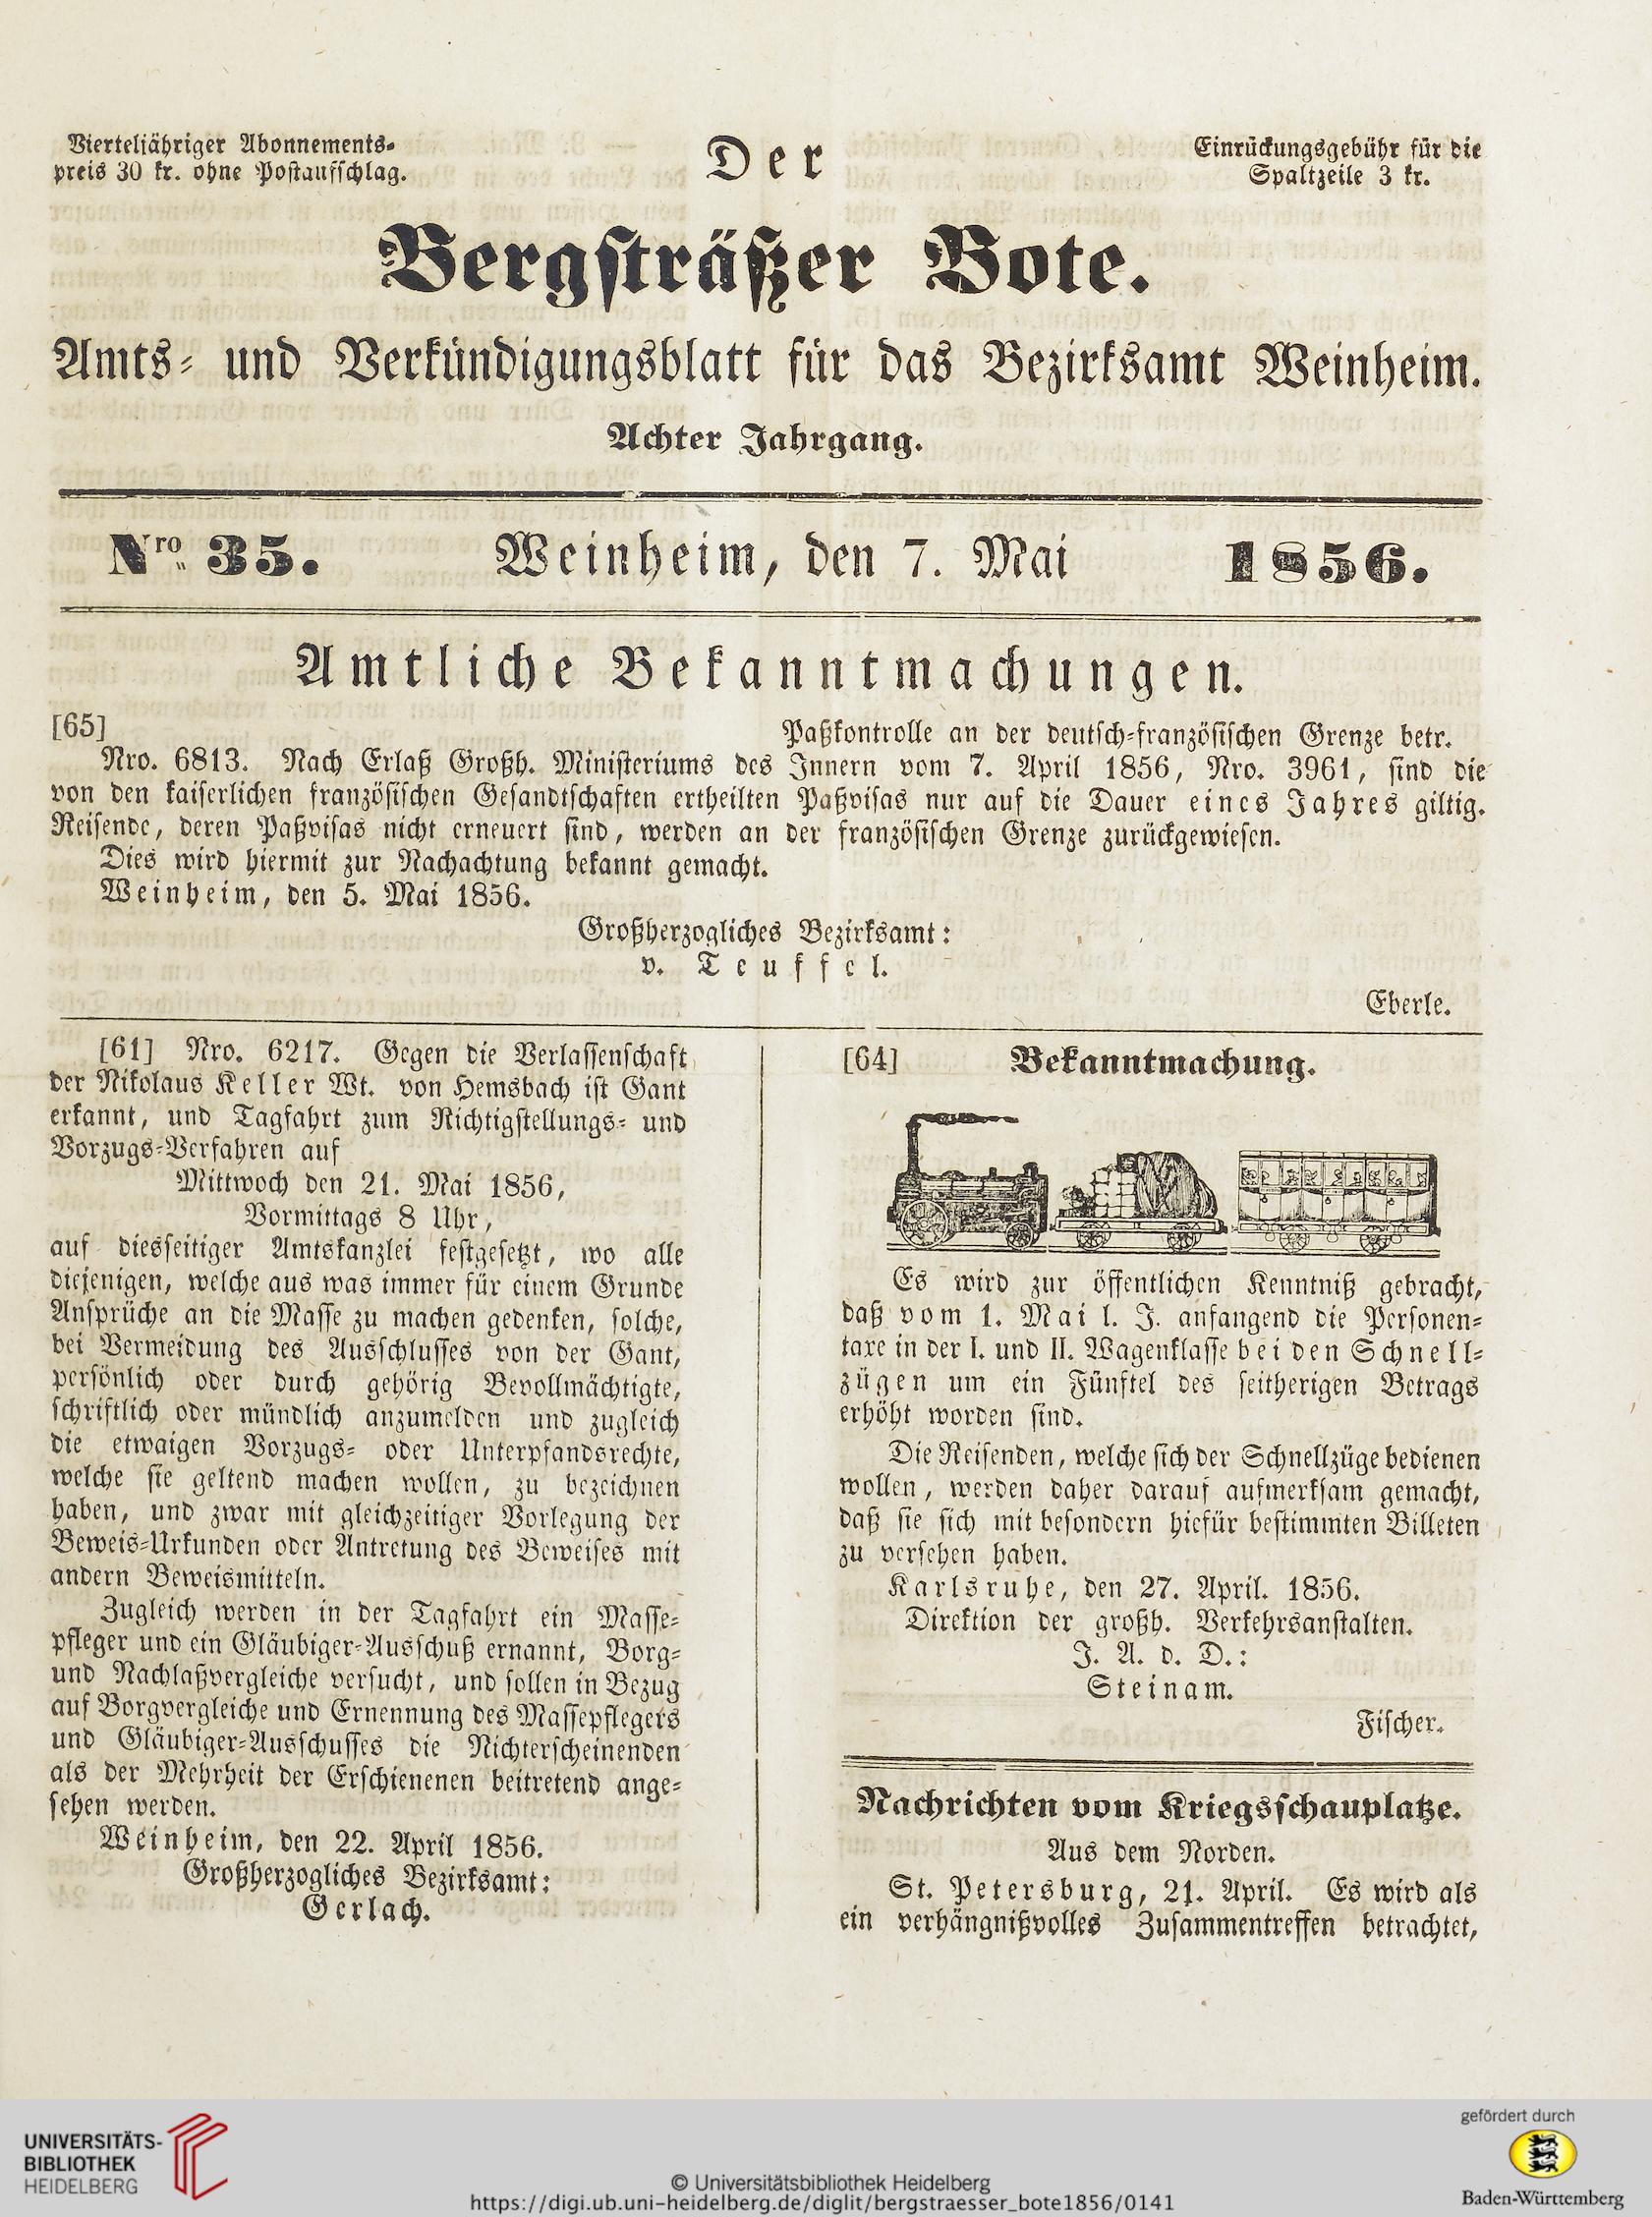 Vierteljähriger Abonnements-
preis 30 kr. ohne Postaufschlag.
Der
Einrückungsgebühr für die
Spaltzeile 3 kr.
Bergsträßer Bote.
Amts- und Verkündigungsblatt für das Bezirksamt Weinheim.
Achter Jahrgang.
Nro. 35. Weinheim, den 7. Mai 1856.
Amtliche Bekanntmachungen.
[65] Paßkontrolle an der deutsch-französischen Grenze betr.
Nro. 6813. Nach Erlaß Großh. Ministeriums des Innern vom 7. April 1856, Nro. 3961, sind die
von den kaiserlichen französischen Gesandtschaften ertheilten Paßvisas nur auf die Dauer eines Jahres giltig.
Reisende, deren Paßvisas nicht erneuert sind, werden an der französischen Grenze zurückgewiesen.
Dies wird hiermit zur Nachachtung bekannt gemacht.
Weinheim, den 5. Mai 1856.
Großherzogliches Bezirksamt:
v. Teuffel.
Eberle.
[61] Nro. 6217. Gegen die Verlassenschaft
der Nikolaus Keller Wt. von Hemsbach ist Gant
erkannt, und Tagfahrt zum Richtigstellungs- und
Vorzugs-Verfahren auf
Mittwoch den 21. Mai 1856,
Vormittags 8 Uhr,
auf diesseitiger Amtskanzlei festgesetzt, wo alle
diejenigen, welche aus was immer für einem Grunde
Ansprüche an die Masse zu machen gedenken, solche,
bei Vermeidung des Ausschlusses von der Gant,
persönlich oder durch gehörig Bevollmächtigte,
schriftlich oder mündlich anzumelden und zugleich
die etwaigen Vorzugs- oder Unterpfandsrechte,
welche sie geltend machen wollen, zu bezeichnen
haben, und zwar mit gleichzeitiger Vorlegung der
Beweis-Urkunden oder Antretung des Beweises mit
andern Beweismitteln.
Zugleich werden in der Tagfahrt ein Masse-
pfleger und ein Gläubiger-Ausschuß ernannt, Borg-
und Nachlaßvergleiche versucht, und sollen in Bezug
auf Borgvergleiche und Ernennung des Massepflegers
und Gläubiger-Ausschusses die Nichterscheinenden
als der Mehrheit der Erschienenen beitretend ange-
sehen werden.
Weinheim, den 22. April 1856.
Großherzogliches Bezirksamt:
Gerlach.
[64] Bekanntmachung.
Es wird zur öffentlichen Kenntniß gebracht,
daß vom 1. Mai l. J. anfangend die Personen-
taxe in der I. und II. Wagenklasse bei den Schnell-
zügen um ein Fünftel des seitherigen Betrags
erhöht worden sind.
Die Reisenden, welche sich der Schnellzüge bedienen
wollen, werden daher darauf aufmerksam gemacht,
daß sie sich mit besondern hiefür bestimmten Billeten
zu versehen haben.
Karlsruhe, den 27. April. 1856.
Direktion der großh. Verkehrsanstalten.
J. A. d. D.:
Steinam.
Fischer.
Nachrichten vom Kriegsschauplatze.
Aus dem Norden.
St. Petersburg, 21. April. Es wird als
ein verhängnißvolles Zusammentreffen betrachtet,
UNIVERSITÄTS-
BIBLIOTHEK
HEIDELBERG
© Universitätsbibliothek Heidelberg
https://digi.ub.uni-heidelberg.de/diglit/bergstraesser_bote1856/0141
gefördert durch
Baden-Württemberg